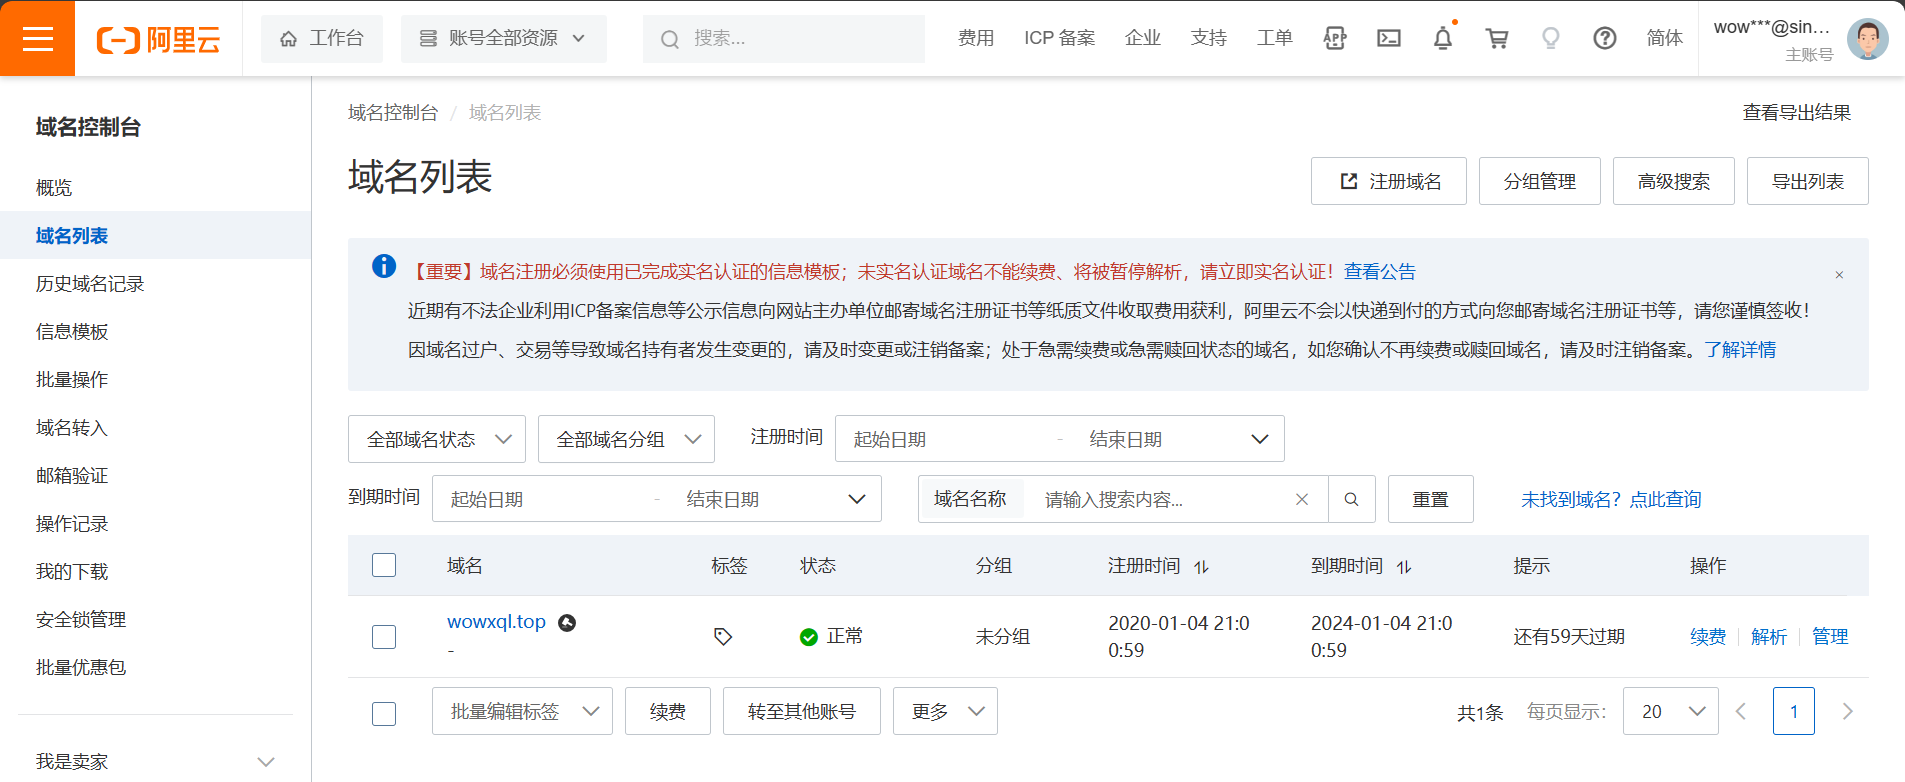 阿里云
工作台
账号全部资源
搜索...
费用
ICP 备案
企业
支持
工单
APP
简体
wow***@sin...
主账号
域名控制台
概览
域名列表
历史域名记录
信息模板
批量操作
域名转入
邮箱验证
操作记录
我的下载
安全锁管理
批量优惠包
我是卖家
域名控制台 / 域名列表
查看导出结果
域名列表
注册域名
分组管理
高级搜索
导出列表
【重要】域名注册必须使用已完成实名认证的信息模板；未实名认证域名不能续费、将被暂停解析，请立即实名认证！查看公告
近期有不法企业利用ICP备案信息等公示信息向网站主办单位邮寄域名注册证书等纸质文件收取费用获利，阿里云不会以快递到付的方式向您邮寄域名注册证书等，请您谨慎签收！
因域名过户、交易等导致域名持有者发生变更的，请及时变更或注销备案；处于急需续费或急需赎回状态的域名，如您确认不再续费或赎回域名，请及时注销备案。了解详情
全部域名状态
全部域名分组
注册时间
起始日期 - 结束日期
到期时间
起始日期 - 结束日期
域名名称
请输入搜索内容...
重置
未找到域名？点此查询
域名 标签 状态 分组 注册时间 到期时间 提示 操作
wowxql.top
-
正常
未分组
2020-01-04 21:0
0:59
2024-01-04 21:0
0:59
还有59天过期
续费 解析 管理
批量编辑标签
续费
转至其他账号
更多
共1条
每页显示：
20
1